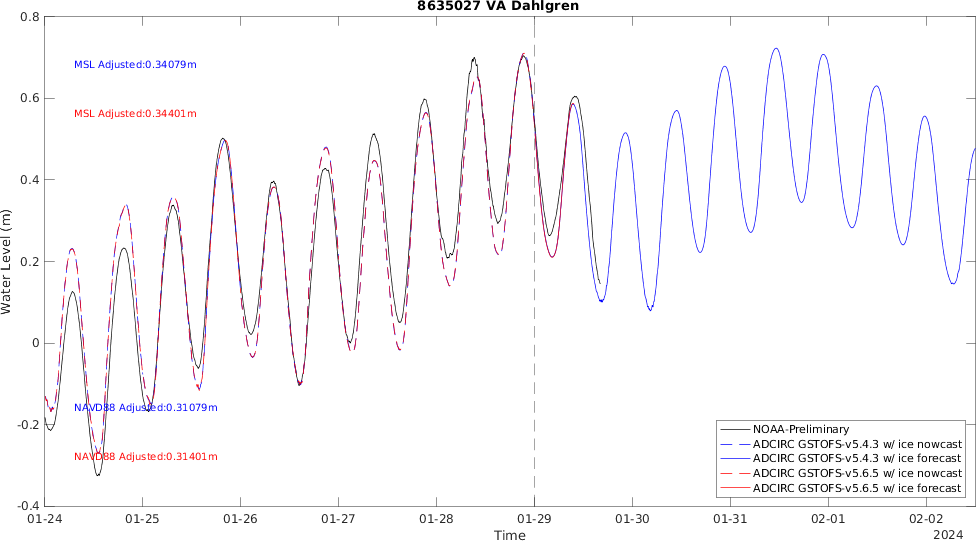 8635027 VA Dahlgren
0.8
0.6
0.4
0.2
0
-0.2
-0.4
Water Level (m)
MSL Adjusted:0.34079m
MSL Adjusted:0.34401m
NAVD88 Adjusted:0.31079m
NAVD88 Adjusted:0.31401m
NOAA-Preliminary
ADCIRC GSTOFS-v5.4.3 w/ ice nowcast
ADCIRC GSTOFS-v5.4.3 w/ ice forecast
ADCIRC GSTOFS-v5.6.5 w/ ice nowcast
ADCIRC GSTOFS-v5.6.5 w/ ice forecast
01-24 01-25 01-26 01-27 01-28 01-29 01-30 01-31 02-01 02-02
Time
2024